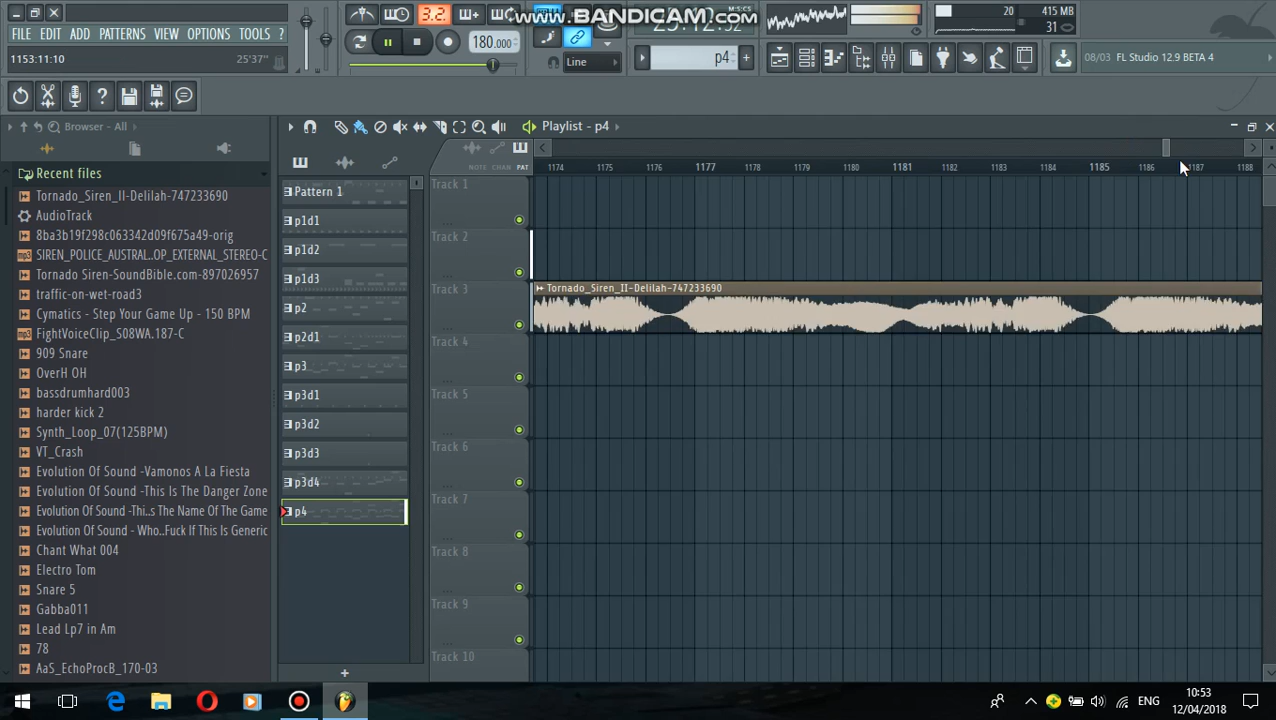 www.BANDICAM.com
FILE EDIT ADD PATTERNS VIEW OPTIONS TOOLS ?
1153:11:10
3.2
180.000
Line
p4
20
415 MB
31
25'37"
08/03 FL Studio 12.9 BETA 4
Browser - All
Playlist - p4
NOTE CHAN PAT
1174 1175 1176 1177 1178 1179 1180 1181 1182 1183 1184 1185 1186 1187 1188
Recent files
Tornado_Siren_II-Delilah-747233690
AudioTrack
8ba3b19f298c063342d09f675a49-orig
SIREN_POLICE_AUSTRAL..OP_EXTERNAL_STEREO-C
Tornado Siren-SoundBible.com-897026957
traffic-on-wet-road3
Cymatics - Step Your Game Up - 150 BPM
FightVoiceClip_S08WA.187-C
909 Snare
OverH OH
bassdrumhard003
harder kick 2
Synth_Loop_07(125BPM)
VT_Crash
Evolution Of Sound -Vamonos A La Fiesta
Evolution Of Sound -This Is The Danger Zone
Evolution Of Sound -Thi..s The Name Of The Game
Evolution Of Sound - Who..Fuck If This Is Generic
Chant What 004
Electro Tom
Snare 5
Gabba011
Lead Lp7 in Am
78
AaS_EchoProcB_170-03
Pattern 1
p1d1
p1d2
p1d3
p2
p2d1
p3
p3d1
p3d2
p3d3
p3d4
p4
Track 1
Track 2
Track 3
Tornado_Siren_II-Delilah-747233690
Track 4
Track 5
Track 6
Track 7
Track 8
Track 9
Track 10
ENG
10:53
12/04/2018